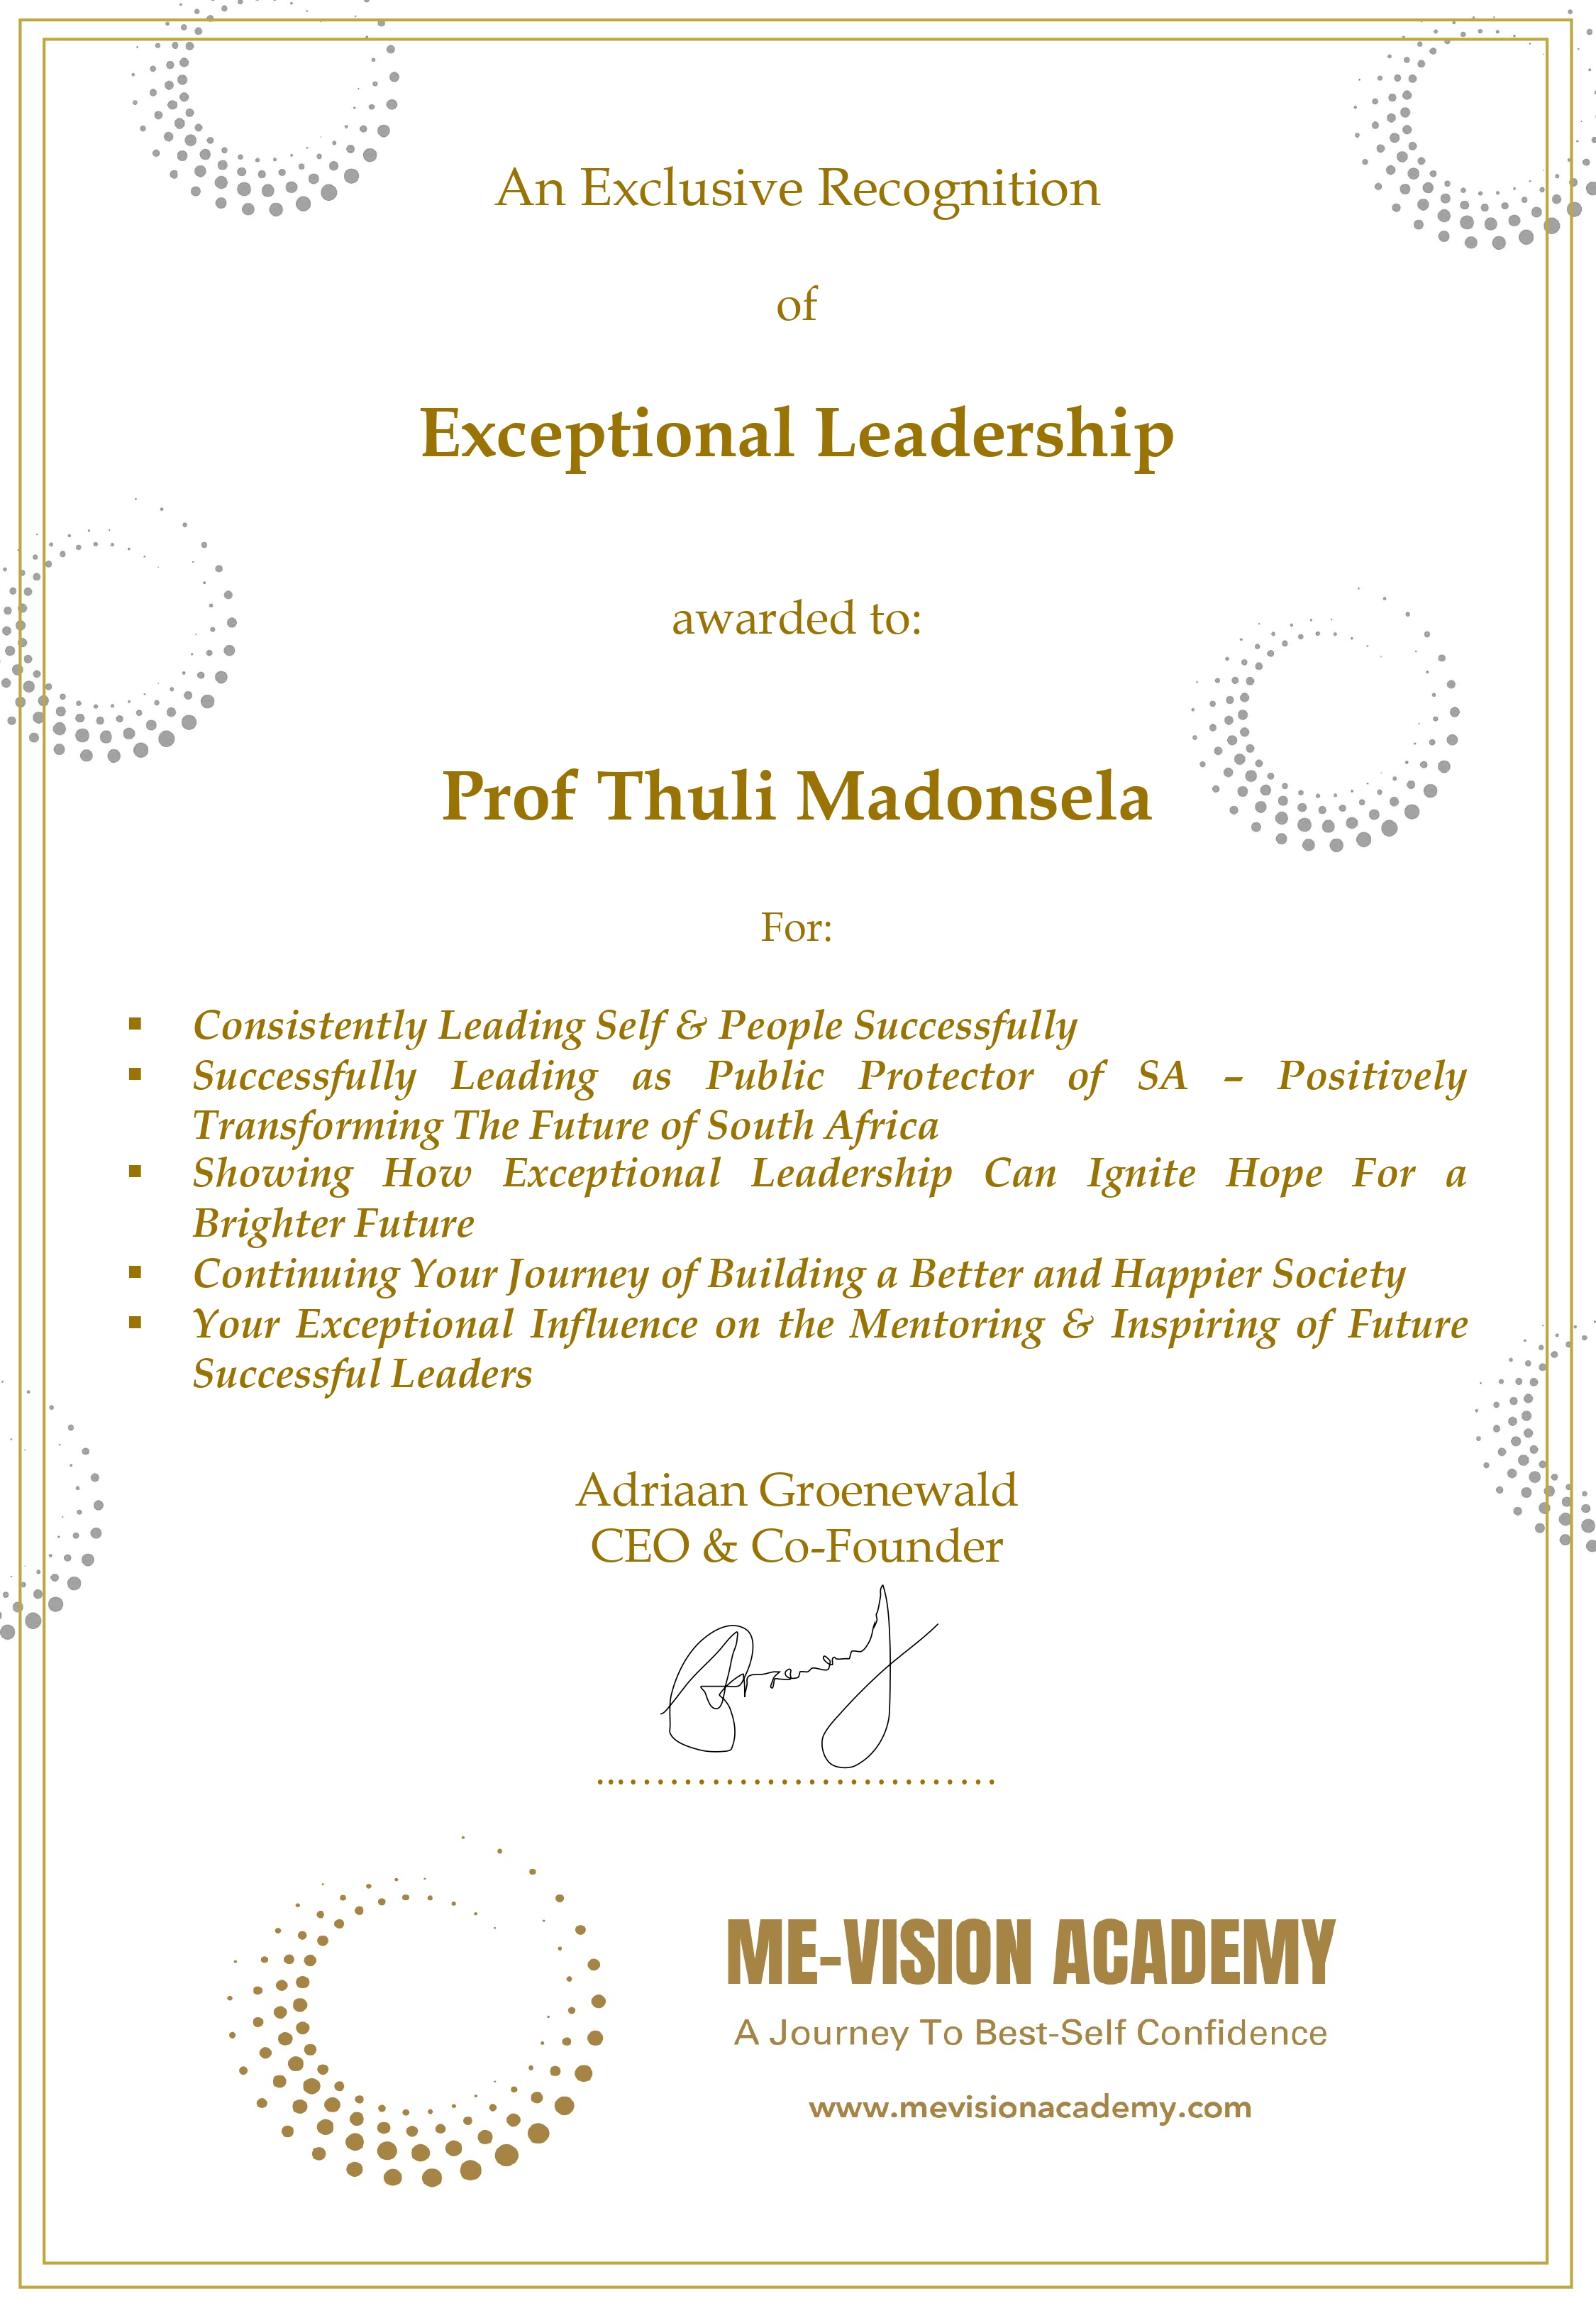 An Exclusive Recognition
of
Exceptional Leadership
awarded to:
Prof Thuli Madonsela
For:
▪ Consistently Leading Self & People Successfully
▪ Successfully Leading as Public Protector of SA – Positively
Transforming The Future of South Africa
▪ Showing How Exceptional Leadership Can Ignite Hope For a
Brighter Future
▪ Continuing Your Journey of Building a Better and Happier Society
▪ Your Exceptional Influence on the Mentoring & Inspiring of Future
Successful Leaders
Adriaan Groenewald
CEO & Co-Founder
ME-VISION ACADEMY
A Journey To Best-Self Confidence
www.mevisionacademy.com